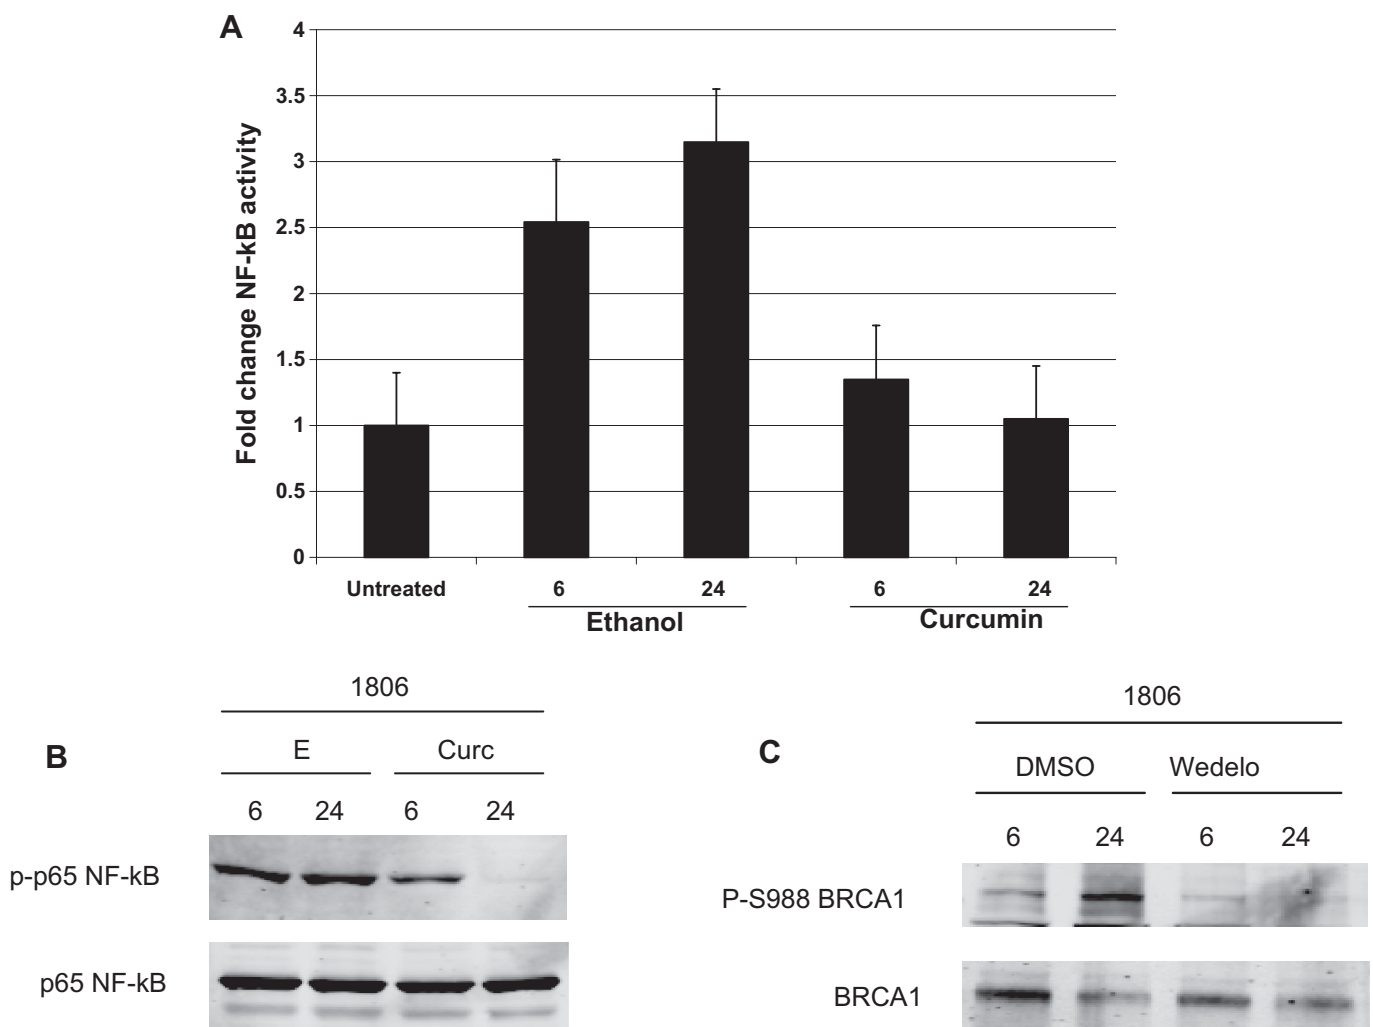 A
4
3.5
3
2.5
2
1.5
1
0.5
0
Fold change NF-kB activity
Untreated 6 24 6 24
Ethanol Curcumin
B
1806
E Curc
6 24 6 24
p-p65 NF-kB
p65 NF-kB
C
1806
DMSO Wedelo
6 24 6 24
P-S988 BRCA1
BRCA1